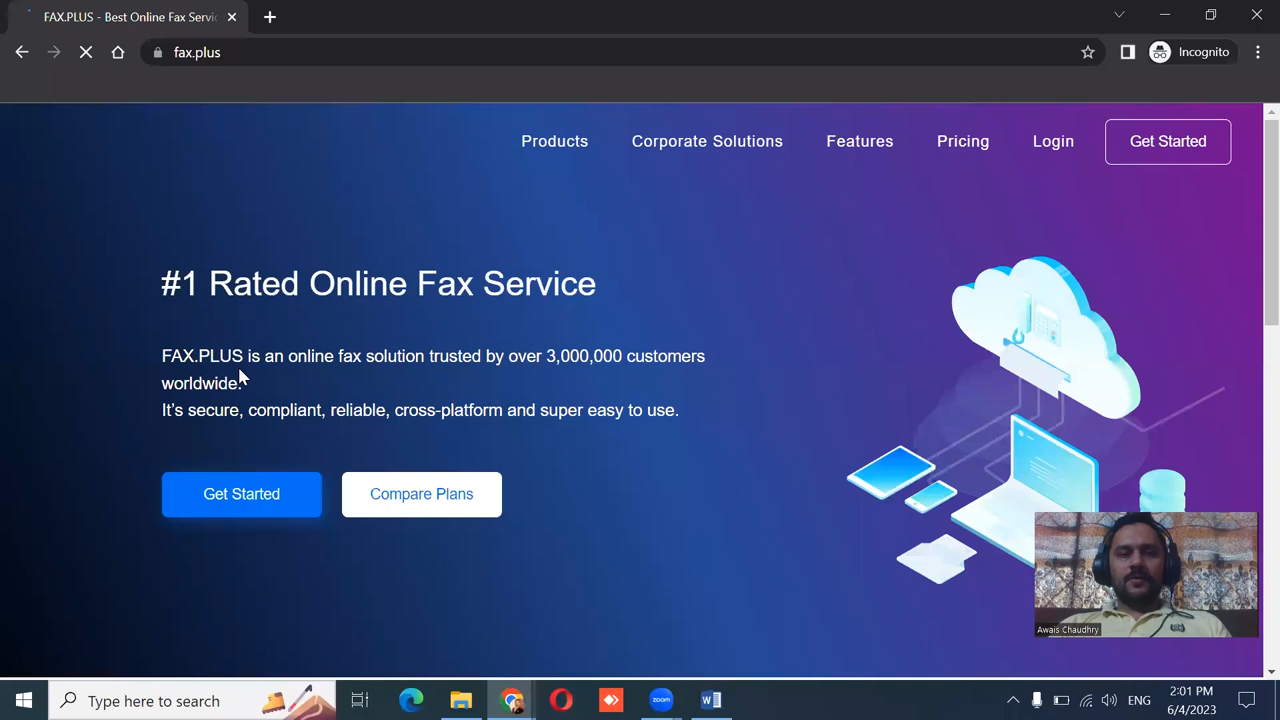 FAX.PLUS - Best Online Fax Servic
fax.plus
Incognito
Products
Corporate Solutions
Features
Pricing
Login
Get Started
#1 Rated Online Fax Service
FAX.PLUS is an online fax solution trusted by over 3,000,000 customers
worldwide.
It's secure, compliant, reliable, cross-platform and super easy to use.
Get Started
Compare Plans
Awais Chaudhry
Type here to search
zoom
ENG
2:01 PM
6/4/2023